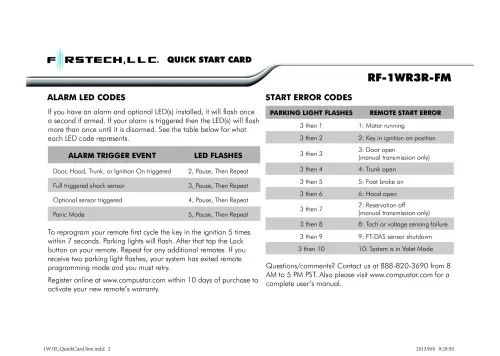 FIRSTECH,LLC. QUICK START CARD
RF-1WR3R-FM
ALARM LED CODES
If you have an alarm and optional LED(s) installed, it will flash once
a second if armed. If your alarm is triggered then the LED(s) will flash
more than once until it is disarmed. See the table below for what
each LED code represents.
ALARM TRIGGER EVENT LED FLASHES
Door, Hood, Trunk, or Ignition On triggered 2, Pause, Then Repeat
Full triggered shock sensor 3, Pause, Then Repeat
Optional sensor triggered 4, Pause, Then Repeat
Panic Mode 5, Pause, Then Repeat
To reprogram your remote first cycle the key in the ignition 5 times
within 7 seconds. Parking lights will flash. After that tap the Lock
button on your remote. Repeat for any additional remotes. If you
receive two parking light flashes, your system has exited remote
programming mode and you must retry.
Register online at www.compustar.com within 10 days of purchase to
activate your new remote's warranty.
START ERROR CODES
PARKING LIGHT FLASHES REMOTE START ERROR
3 then 1 1: Motor running
3 then 2 2: Key in ignition on position
3 then 3 3: Door open
(manual transmission only)
3 then 4 4: Trunk open
3 then 5 5: Foot brake on
3 then 6 6: Hood open
3 then 7 7: Reservation off
(manual transmission only)
3 then 8 8: Tach or voltage sensing failure
3 then 9 9: FT-DAS sensor shutdown
3 then 10 10: System is in Valet Mode
Questions/comments? Contact us at 888-820-3690 from 8
AM to 5 PM PST. Also please visit www.compustar.com for a
complete user's manual.
1W1R_QuickCard line.indd 2 2013/6/6 9:28:50